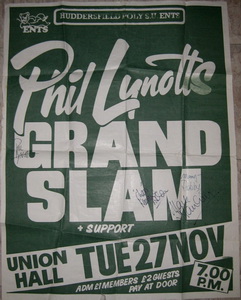 HUDDERSFIELD POLY S.U. ENTS
ENTS
Phil Lynott's
GRAND
SLAM
+ SUPPORT
UNION
HALL
TUE 27 NOV
7.00
P.M.
ADM £1 MEMBERS £2 GUESTS
PAY AT DOOR